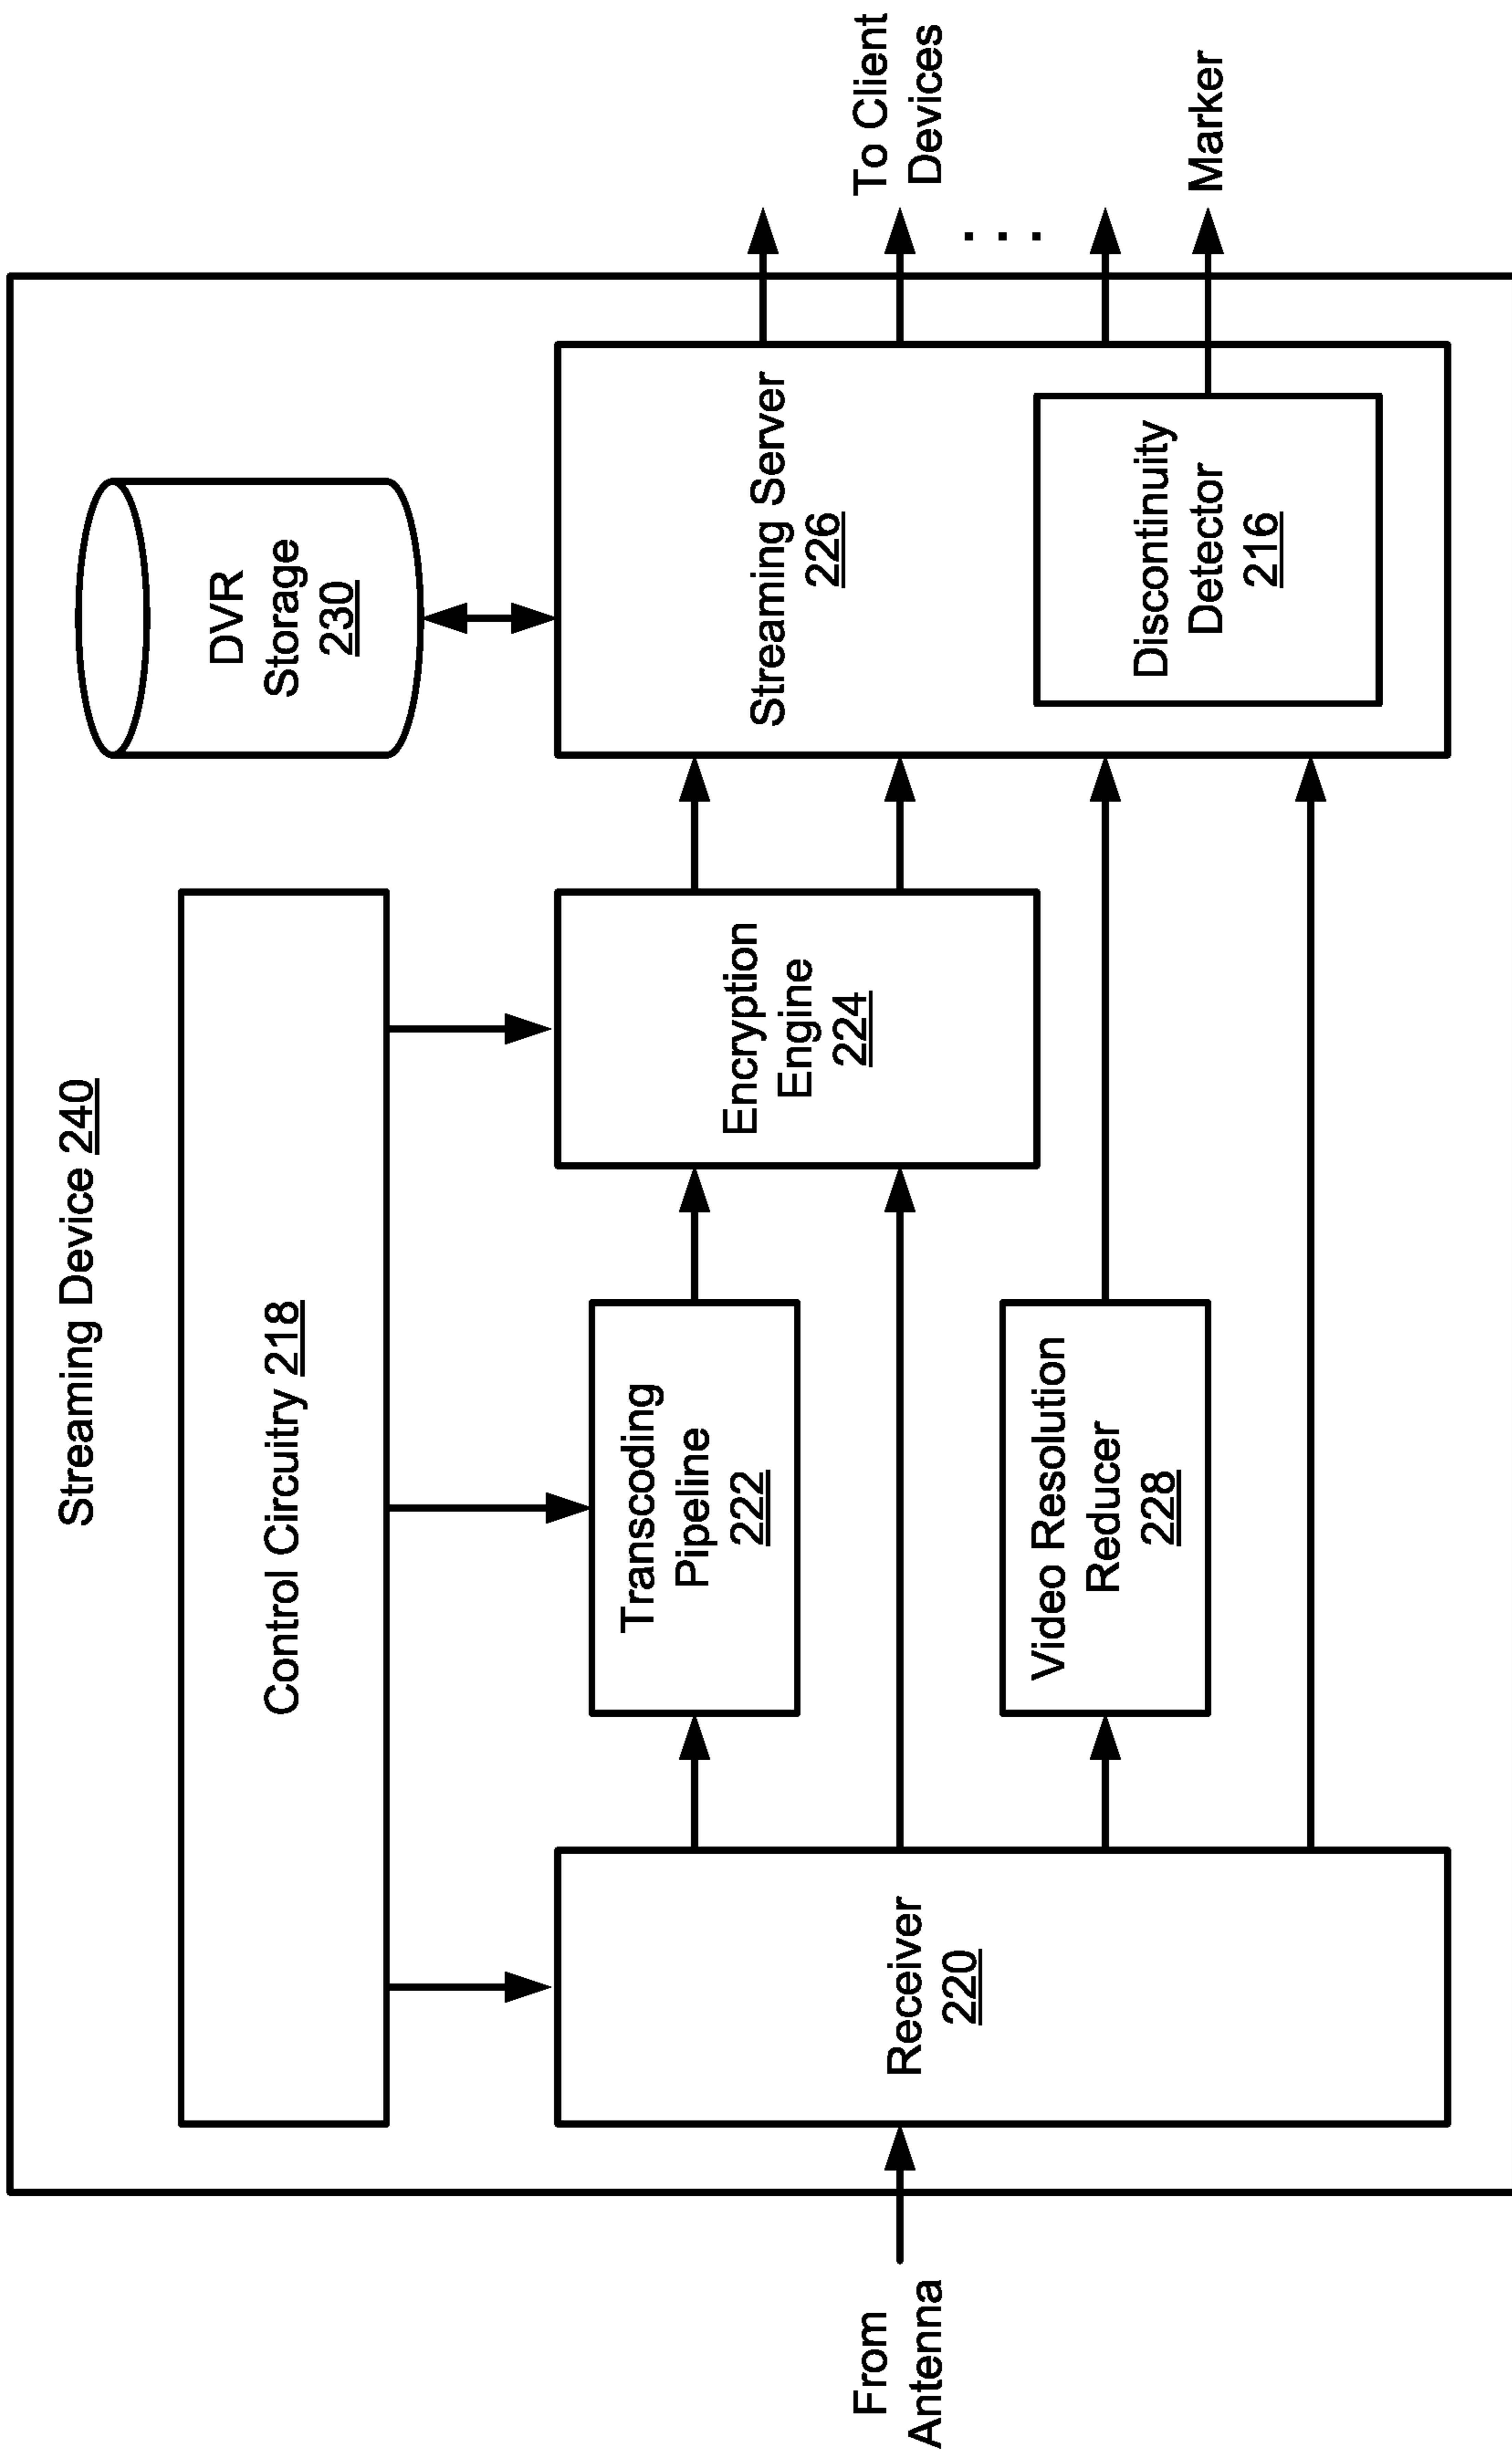 Streaming Device 240
Control Circuitry 218
DVR
Storage
230
From
Antenna
Receiver
220
Transcoding
Pipeline
222
Video Resolution
Reducer
228
Encryption
Engine
224
Streaming Server
226
Discontinuity
Detector
216
To Client
Devices
. . .
Marker